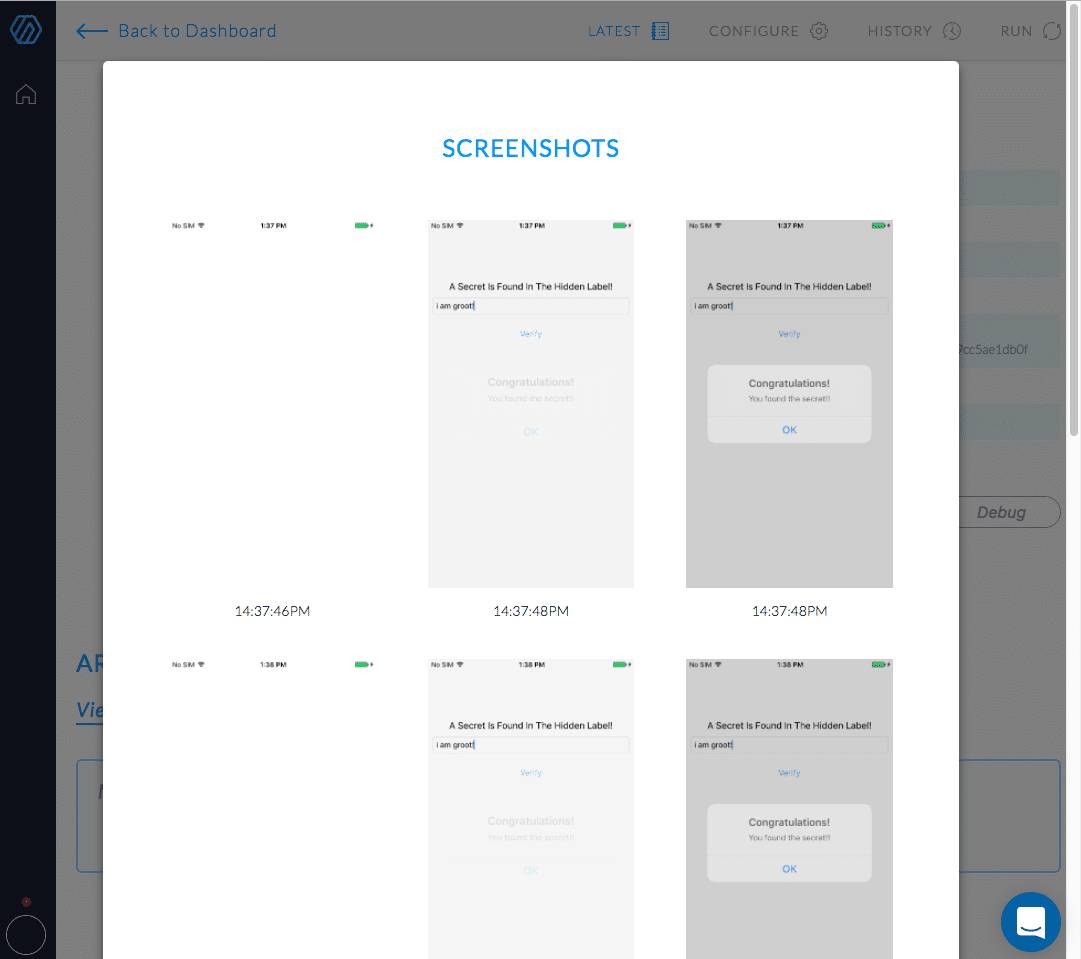 Back to Dashboard
LATEST
CONFIGURE
HISTORY
RUN
SCREENSHOTS
No SIM 1:37 PM
No SIM 1:37 PM
No SIM 1:37 PM
A Secret Is Found In The Hidden Label!
i am groot!
Verify
Congratulations!
You found the secret!!
OK
A Secret Is Found In The Hidden Label!
i am groot!
Verify
Congratulations!
You found the secret!!
OK
9cc5ae1db0f
Debug
14:37:46PM
14:37:48PM
14:37:48PM
AR
Vie
No SIM 1:38 PM
No SIM 1:38 PM
No SIM 1:38 PM
A Secret Is Found In The Hidden Label!
i am groot!
Verify
Congratulations!
You found the secret!!
OK
A Secret Is Found In The Hidden Label!
i am groot!
Verify
Congratulations!
You found the secret!!
OK